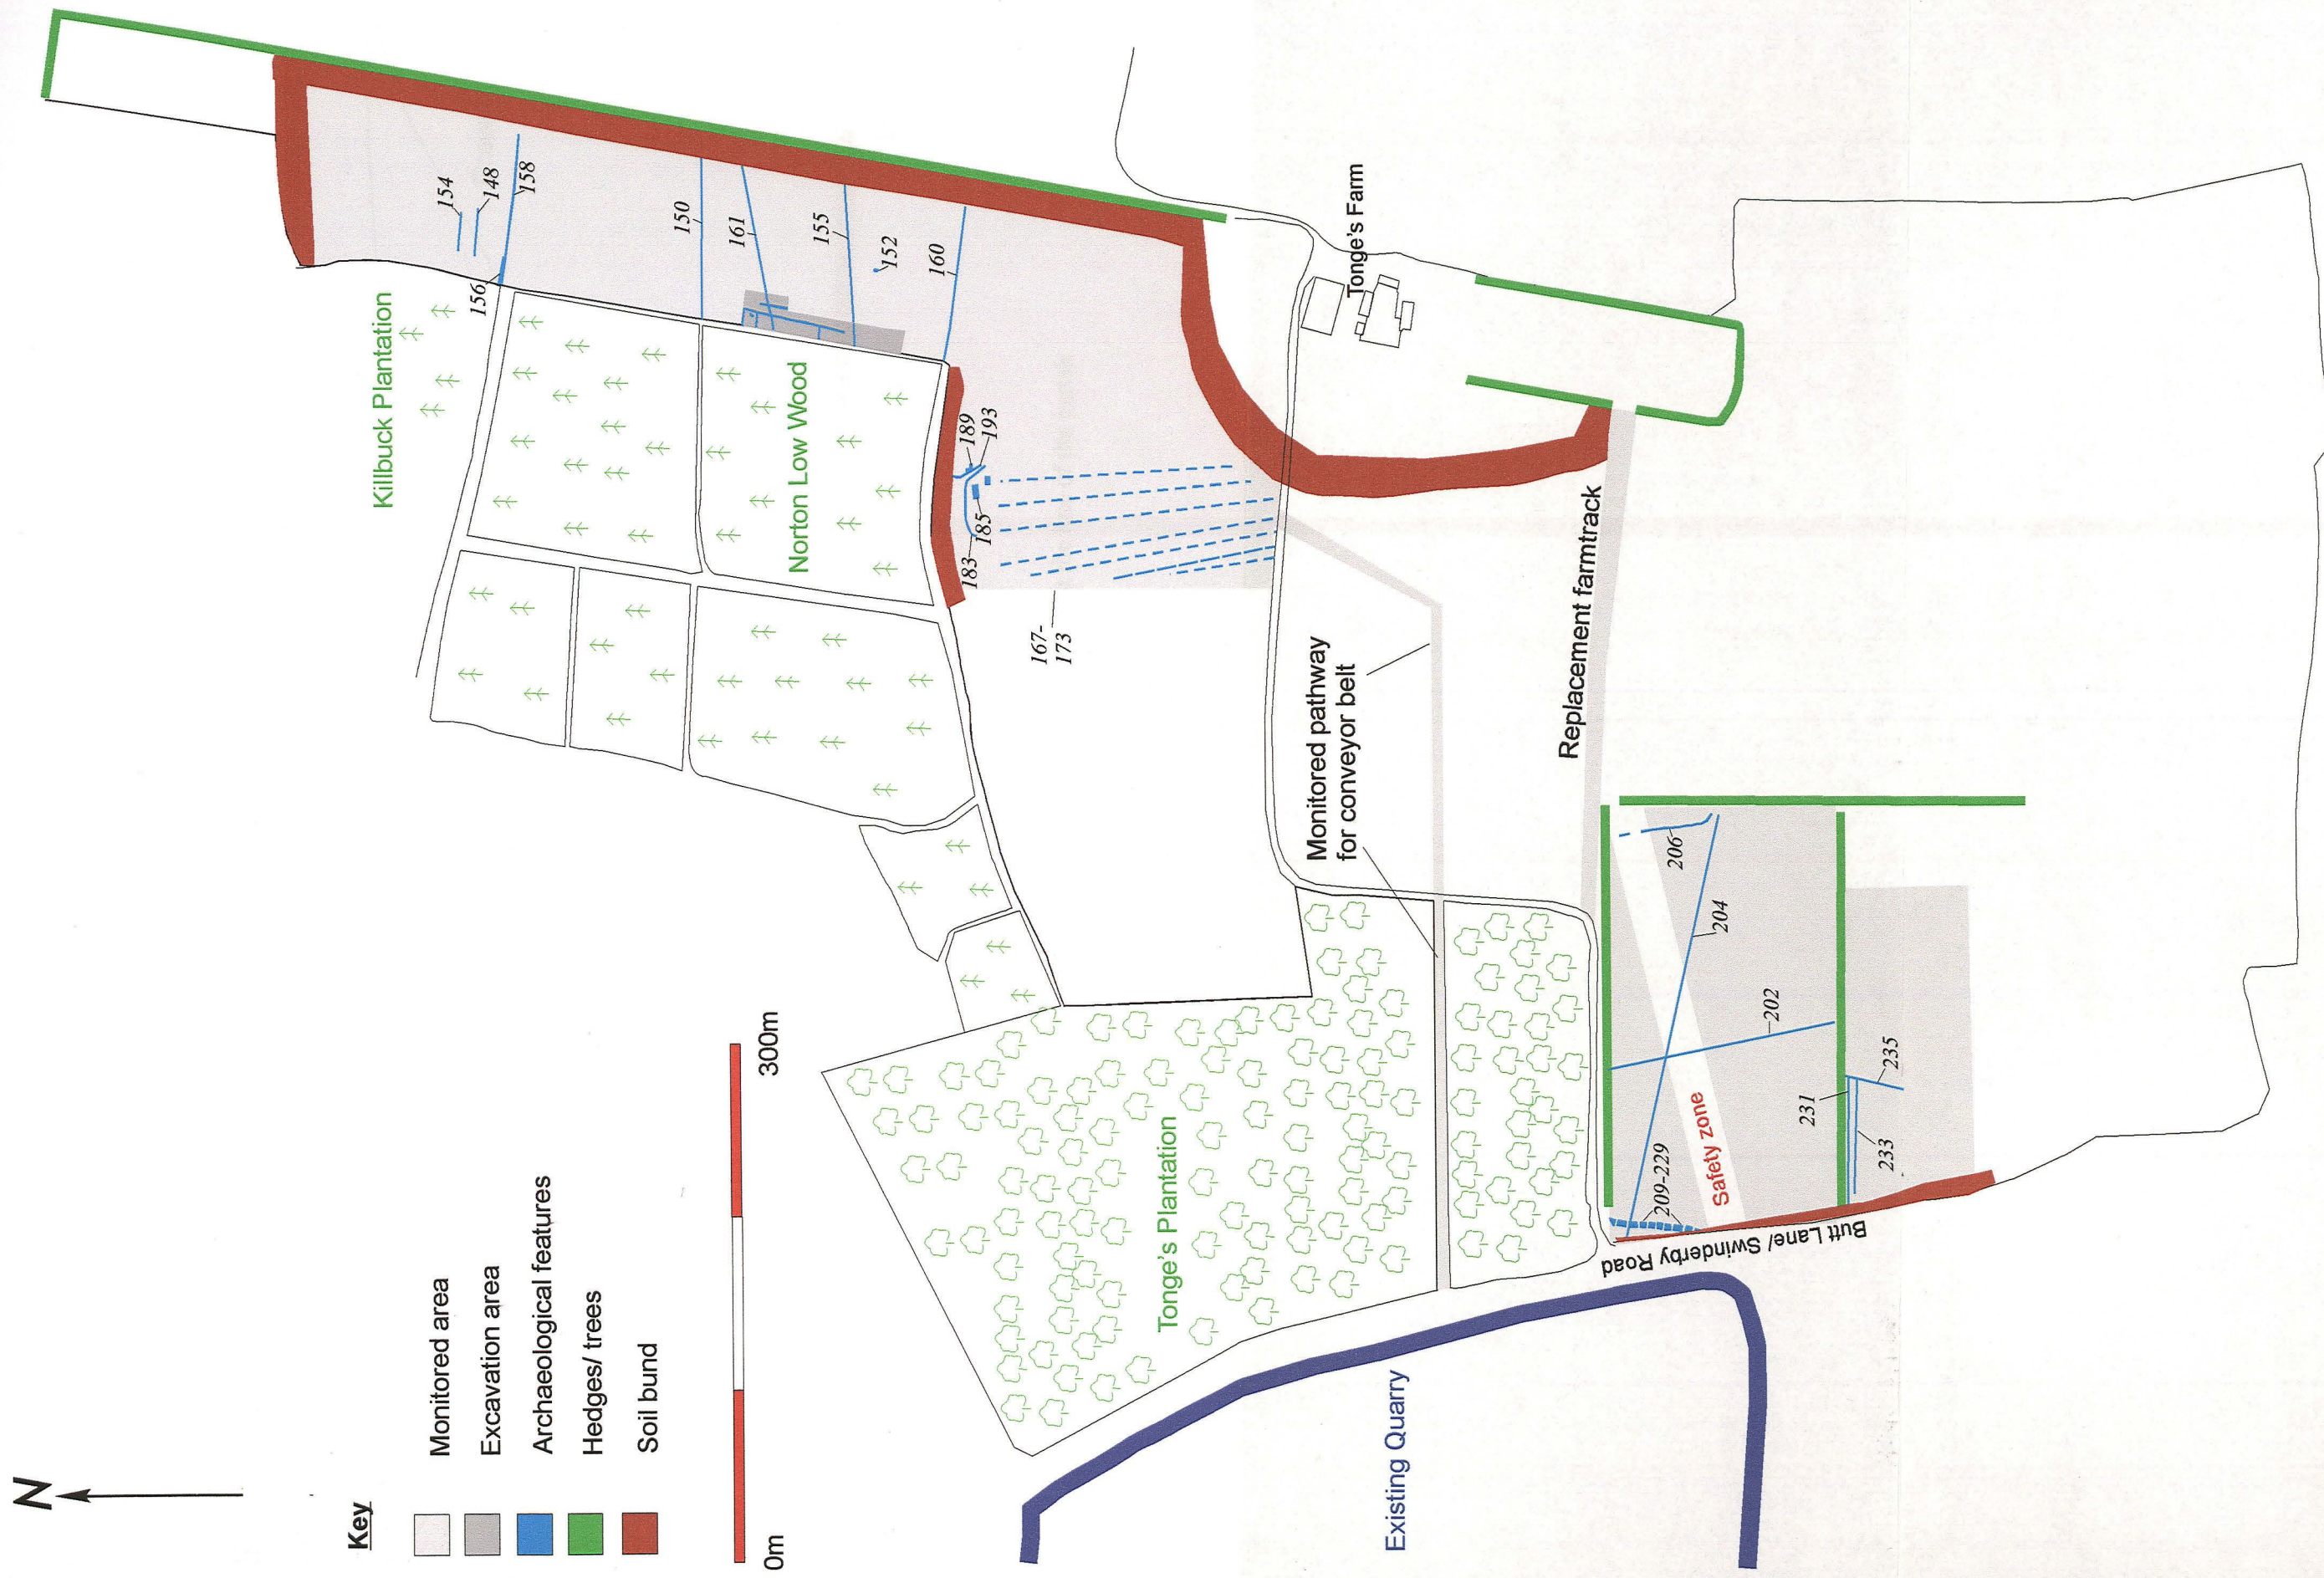 N
Key
Monitored area
Excavation area
Archaeological features
Hedges/ trees
Soil bund
0m
300m
Killbuck Plantation
Norton Low Wood
Tonge's Plantation
Existing Quarry
Tonge's Farm
Monitored pathway
for conveyor belt
Replacement farmtrack
Safety zone
Butt Lane/ Swinderby Road
154
148
158
156
150
161
155
152
160
189
193
183
185
167-
173
206
204
202
209-229
231
233
235